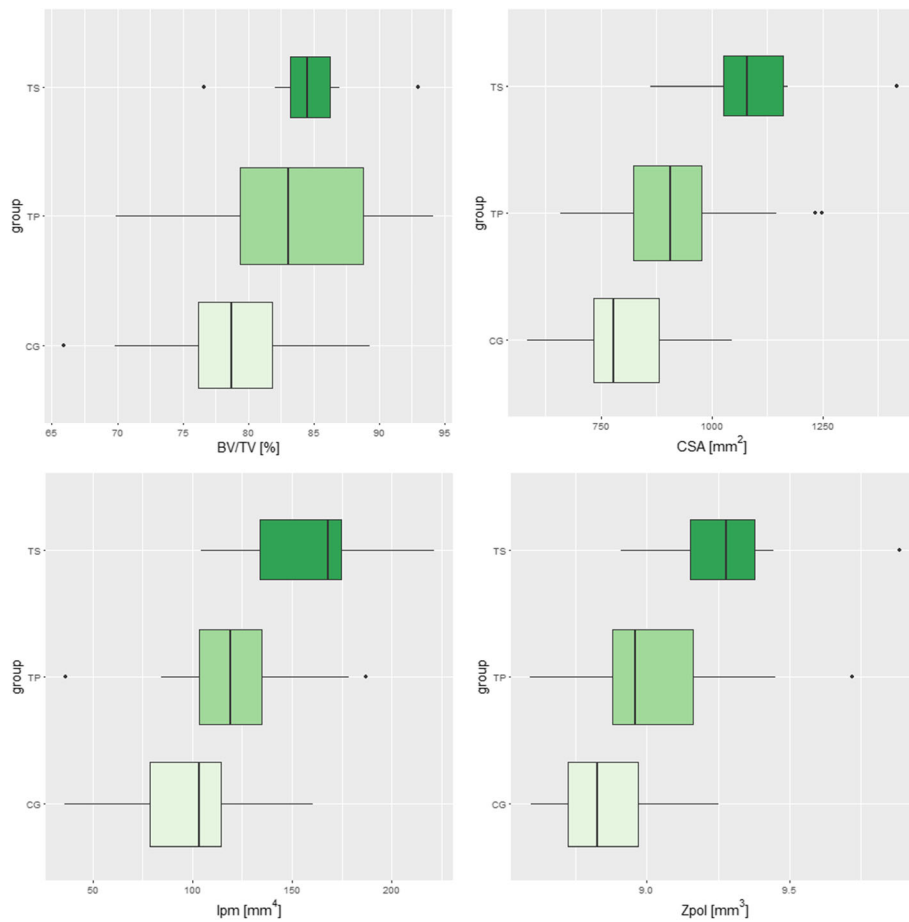 TS
TP
CG
group
65 70 75 80 85 90 95
BV/TV [%]
TS
TP
CG
group
750 1000 1250
CSA [mm²]
TS
TP
CG
group
50 100 150 200
Ipm [mm⁴]
TS
TP
CG
group
9.0 9.5
Zpol [mm³]